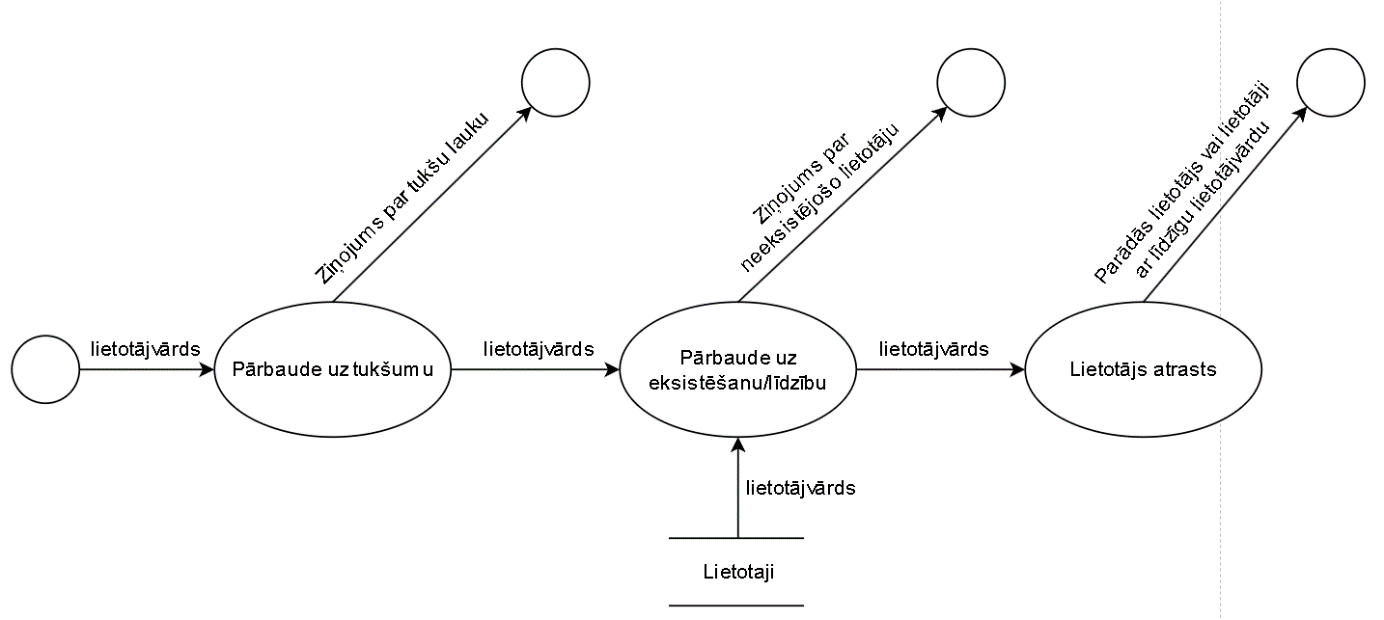 Ziņojums par tukšu lauku
Ziņojums par
neeksistējošo lietotāju
Parādās lietotājs vai lietotāji
ar līdzīgu lietotājvārdu
lietotājvārds
Pārbaude uz tukšumu
lietotājvārds
Pārbaude uz
eksistēšanu/līdzību
lietotājvārds
Lietotājs atrasts
lietotājvārds
Lietotaji